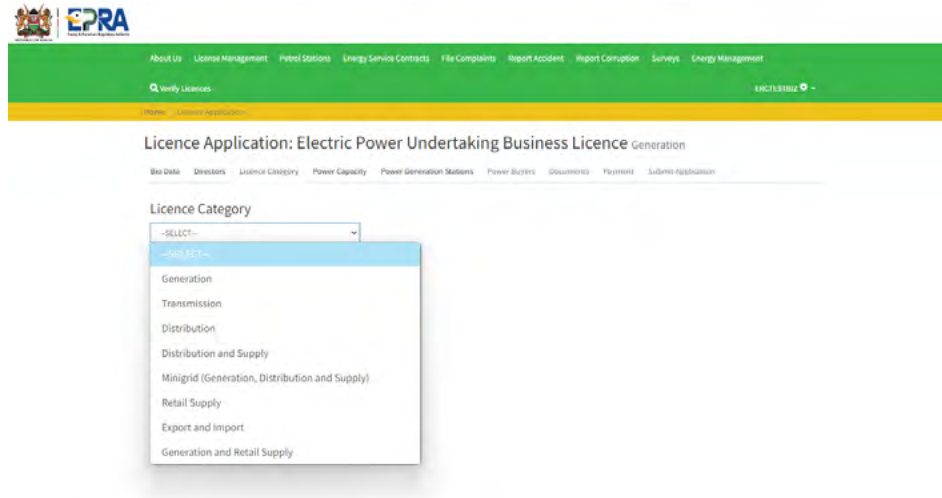 EPRA
About Us License Management Petrol Stations Energy Service Contracts File Complaints Report Accident Report Corruption Surveys Energy Management
Verify Licences
Home Licence Application
Licence Application: Electric Power Undertaking Business Licence Generation
Bio Data Directors Licence Category Power Capacity Power Generation Stations Power Buyers Documents Payment Submit Application
Licence Category
--SELECT--
--SELECT--
Generation
Transmission
Distribution
Distribution and Supply
Minigrid (Generation, Distribution and Supply)
Retail Supply
Export and Import
Generation and Retail Supply